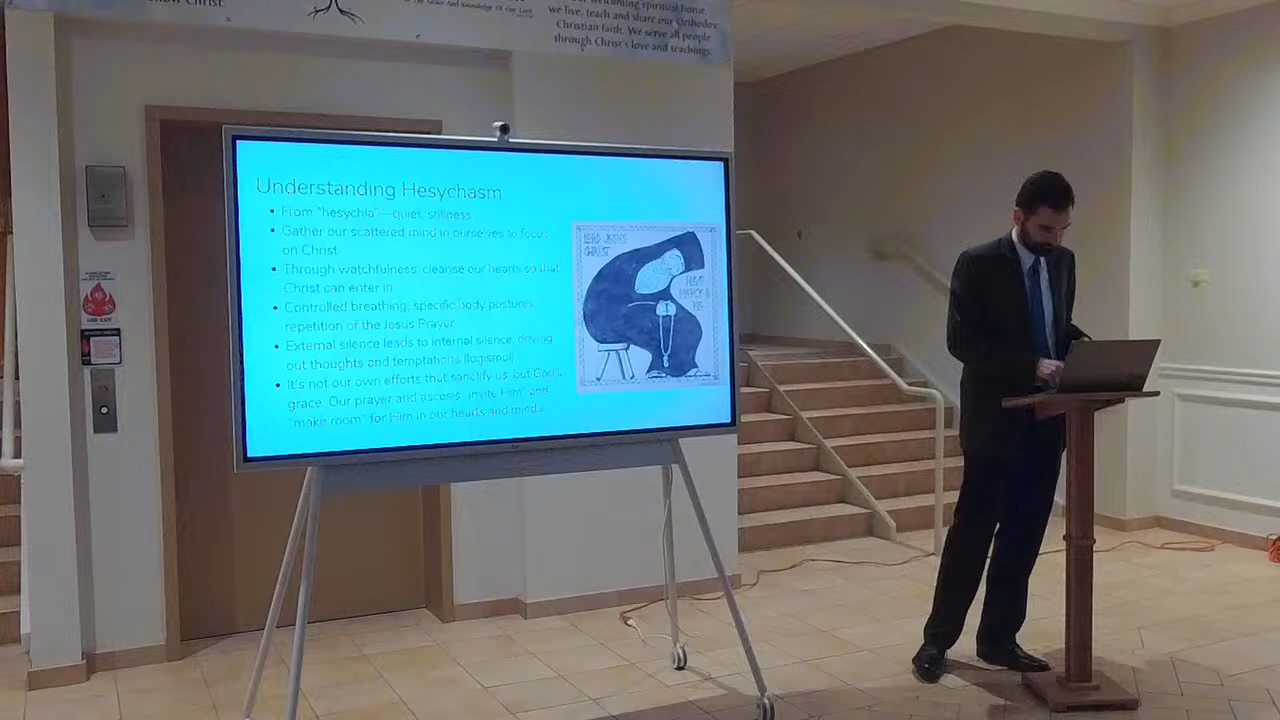 follow Christ.
we live, teach and share our Orthodox
Christian faith. We serve all people
through Christ's love and teachings.
Understanding Hesychasm
• From "hesychia"—quiet, stillness
• Gather our scattered mind in ourselves to focus
on Christ
• Through watchfulness, cleanse our hearts so that
Christ can enter in
• Controlled breathing, specific body postures,
repetition of the Jesus Prayer
• External silence leads to internal silence, driving
out thoughts and temptations (logismoi)
• It's not our own efforts that sanctify us, but God's
grace. Our prayer and ascesis "invite Him" and
"make room" for Him in our hearts and minds.
LORD JESUS
CHRIST
HAVE
MERCY ON
ME